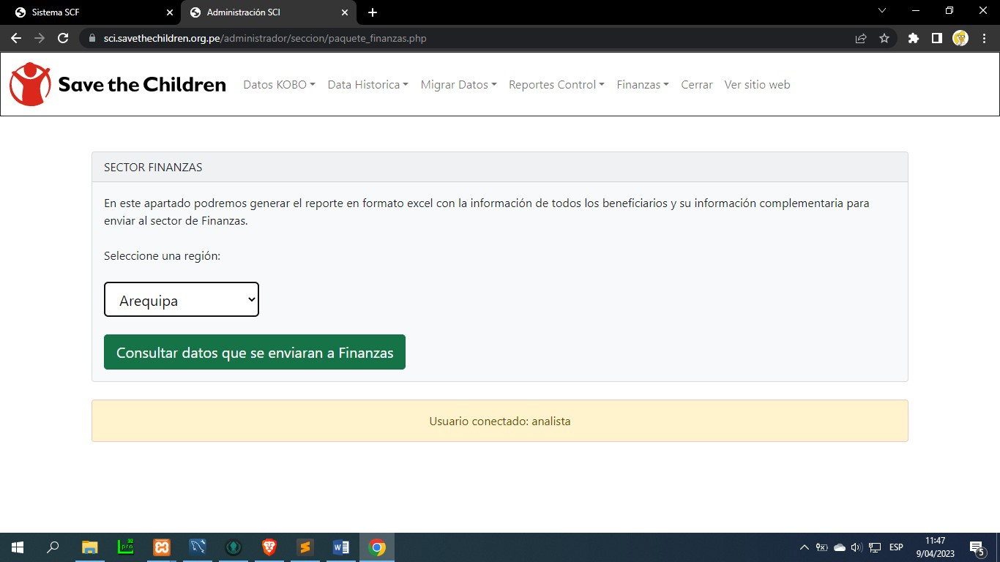 Sistema SCF
Administración SCI
sci.savethechildren.org.pe/administrador/seccion/paquete_finanzas.php
Save the Children
Datos KOBO
Data Historica
Migrar Datos
Reportes Control
Finanzas
Cerrar
Ver sitio web
SECTOR FINANZAS
En este apartado podremos generar el reporte en formato excel con la información de todos los beneficiarios y su información complementaria para
enviar al sector de Finanzas.
Seleccione una región:
Arequipa
Consultar datos que se enviaran a Finanzas
Usuario conectado: analista
ESP
11:47
9/04/2023
5